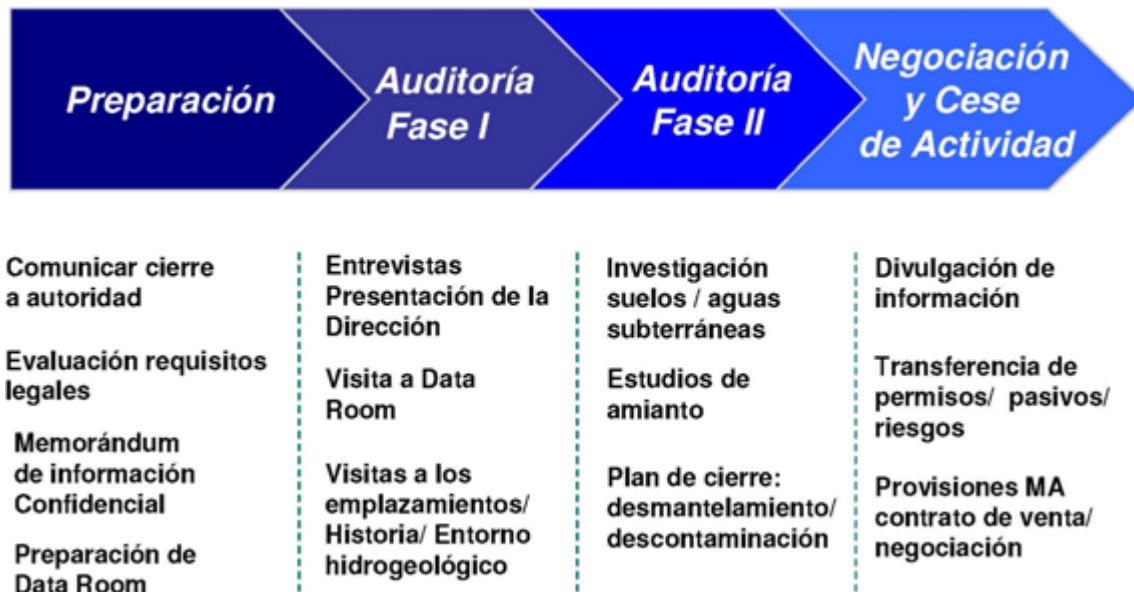 Preparación
Auditoría
Fase I
Auditoría
Fase II
Negociación
y Cese
de Actividad
Comunicar cierre
a autoridad
Evaluación requisitos
legales
Memorándum
de información
Confidencial
Preparación de
Data Room
Entrevistas
Presentación de la
Dirección
Visita a Data
Room
Visitas a los
emplazamientos/
Historia/ Entorno
hidrogeológico
Investigación
suelos / aguas
subterráneas
Estudios de
amianto
Plan de cierre:
desmantelamiento/
descontaminación
Divulgación de
información
Transferencia de
permisos/ pasivos/
riesgos
Provisiones MA
contrato de venta/
negociación